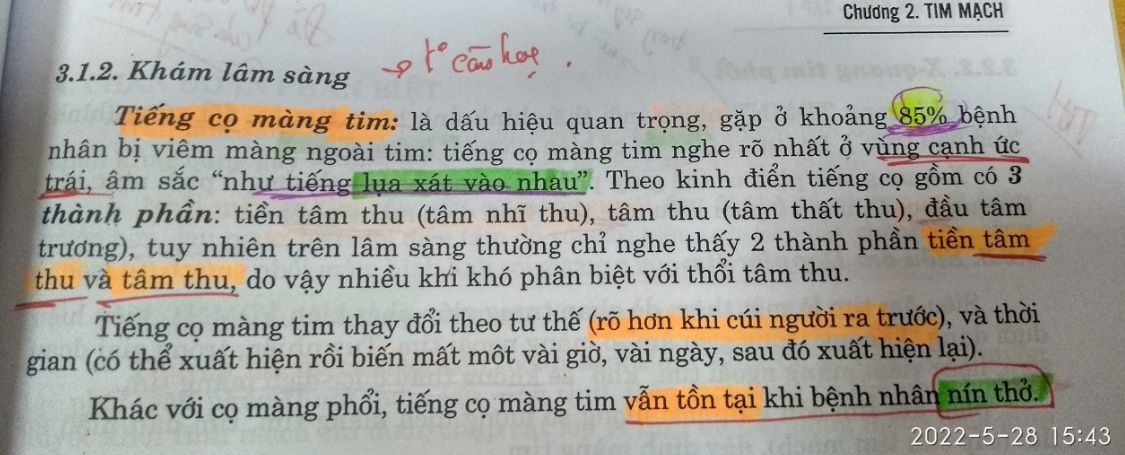 Chương 2. TIM MẠCH
3.1.2. Khám lâm sàng
Tiếng cọ màng tim: là dấu hiệu quan trọng, gặp ở khoảng 85% bệnh
nhân bị viêm màng ngoài tim: tiếng cọ màng tim nghe rõ nhất ở vùng cạnh ức
trái, âm sắc “như tiếng lụa xát vào nhau”. Theo kinh điển tiếng cọ gồm có 3
thành phần: tiền tâm thu (tâm nhĩ thu), tâm thu (tâm thất thu), đầu tâm
trương), tuy nhiên trên lâm sàng thường chỉ nghe thấy 2 thành phần tiền tâm
thu và tâm thu, do vậy nhiều khi khó phân biệt với thổi tâm thu.
Tiếng cọ màng tim thay đổi theo tư thế (rõ hơn khi cúi người ra trước), và thời
gian (có thể xuất hiện rồi biến mất môt vài giờ, vài ngày, sau đó xuất hiện lại).
Khác với cọ màng phổi, tiếng cọ màng tim vẫn tồn tại khi bệnh nhân nín thở.
2022-5-28 15:43